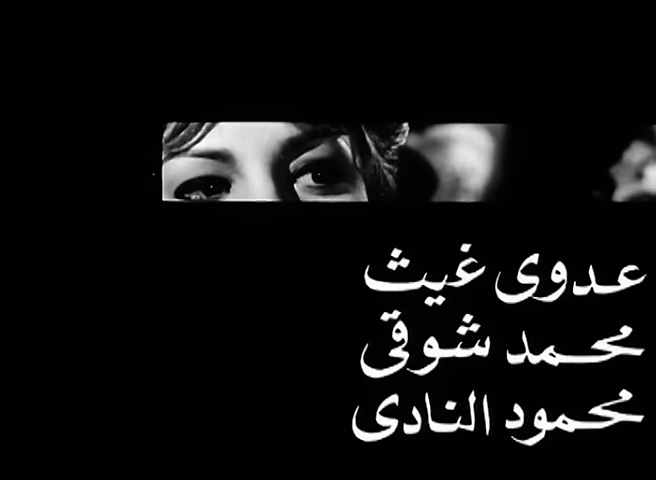 عدوى غيث
محمد شوقى
محمود النادى